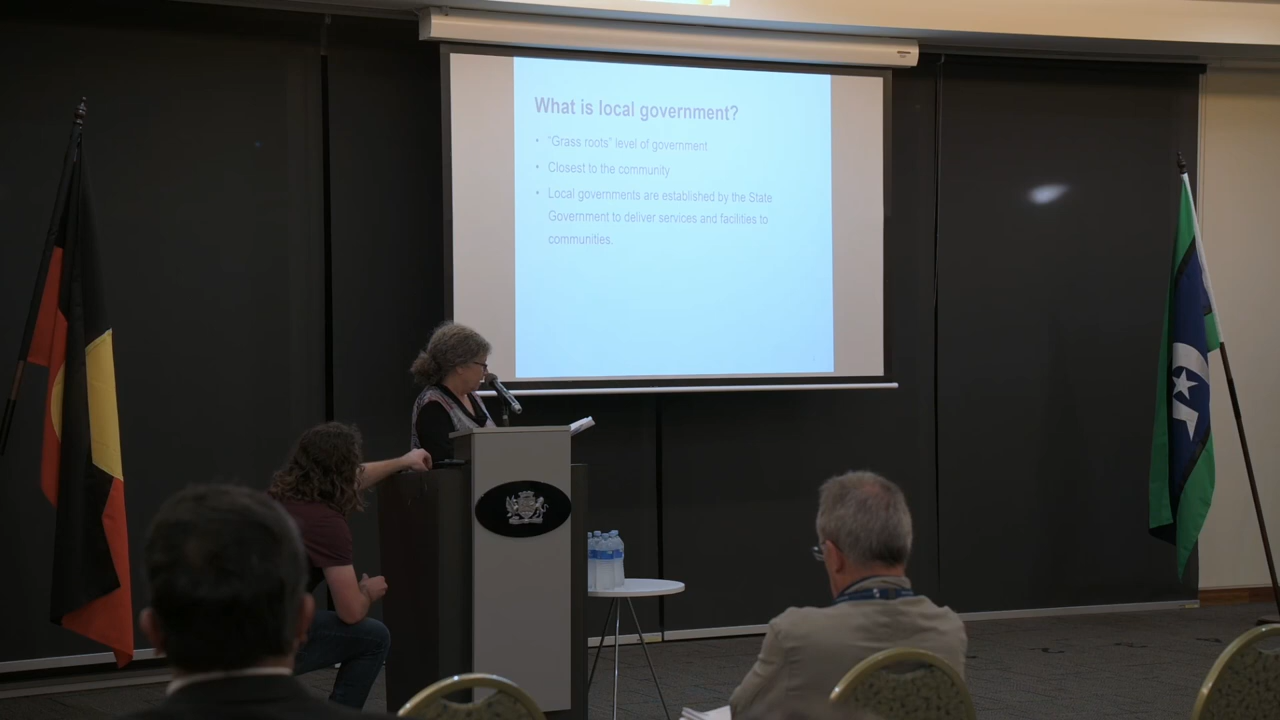 What is local government?
• "Grass roots" level of government
• Closest to the community
• Local governments are established by the State
Government to deliver services and facilities to
communities.